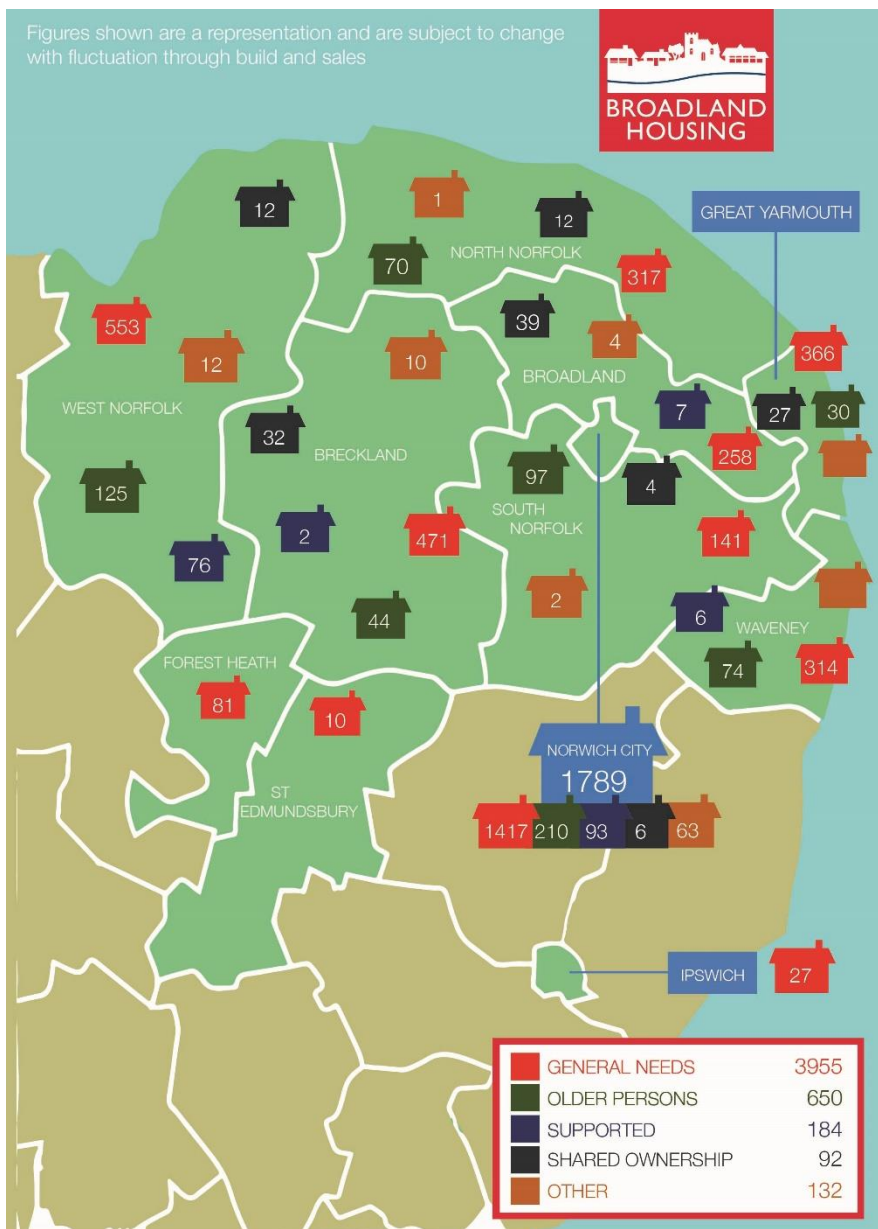 Figures shown are a representation and are subject to change
with fluctuation through build and sales
BROADLAND
HOUSING
GREAT YARMOUTH
12
1
12
NORTH NORFOLK
70
317
553
39
12
10
4
366
BROADLAND
WEST NORFOLK
32
7
27
30
BRECKLAND
258
125
97
4
SOUTH
NORFOLK
76
2
471
141
44
2
6
WAVENEY
FOREST HEATH
74
314
81
10
NORWICH CITY
1789
ST
EDMUNDSBURY
1417 210 93 6 63
IPSWICH
27
GENERAL NEEDS 3955
OLDER PERSONS 650
SUPPORTED 184
SHARED OWNERSHIP 92
OTHER 132